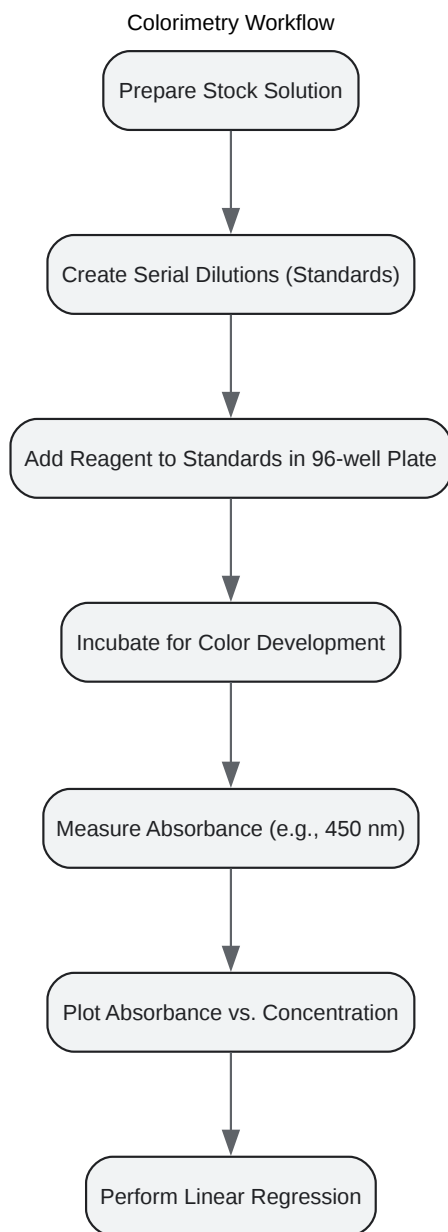 Colorimetry Workflow
Prepare Stock Solution
Create Serial Dilutions (Standards)
Add Reagent to Standards in 96-well Plate
Incubate for Color Development
Measure Absorbance (e.g., 450 nm)
Plot Absorbance vs. Concentration
Perform Linear Regression